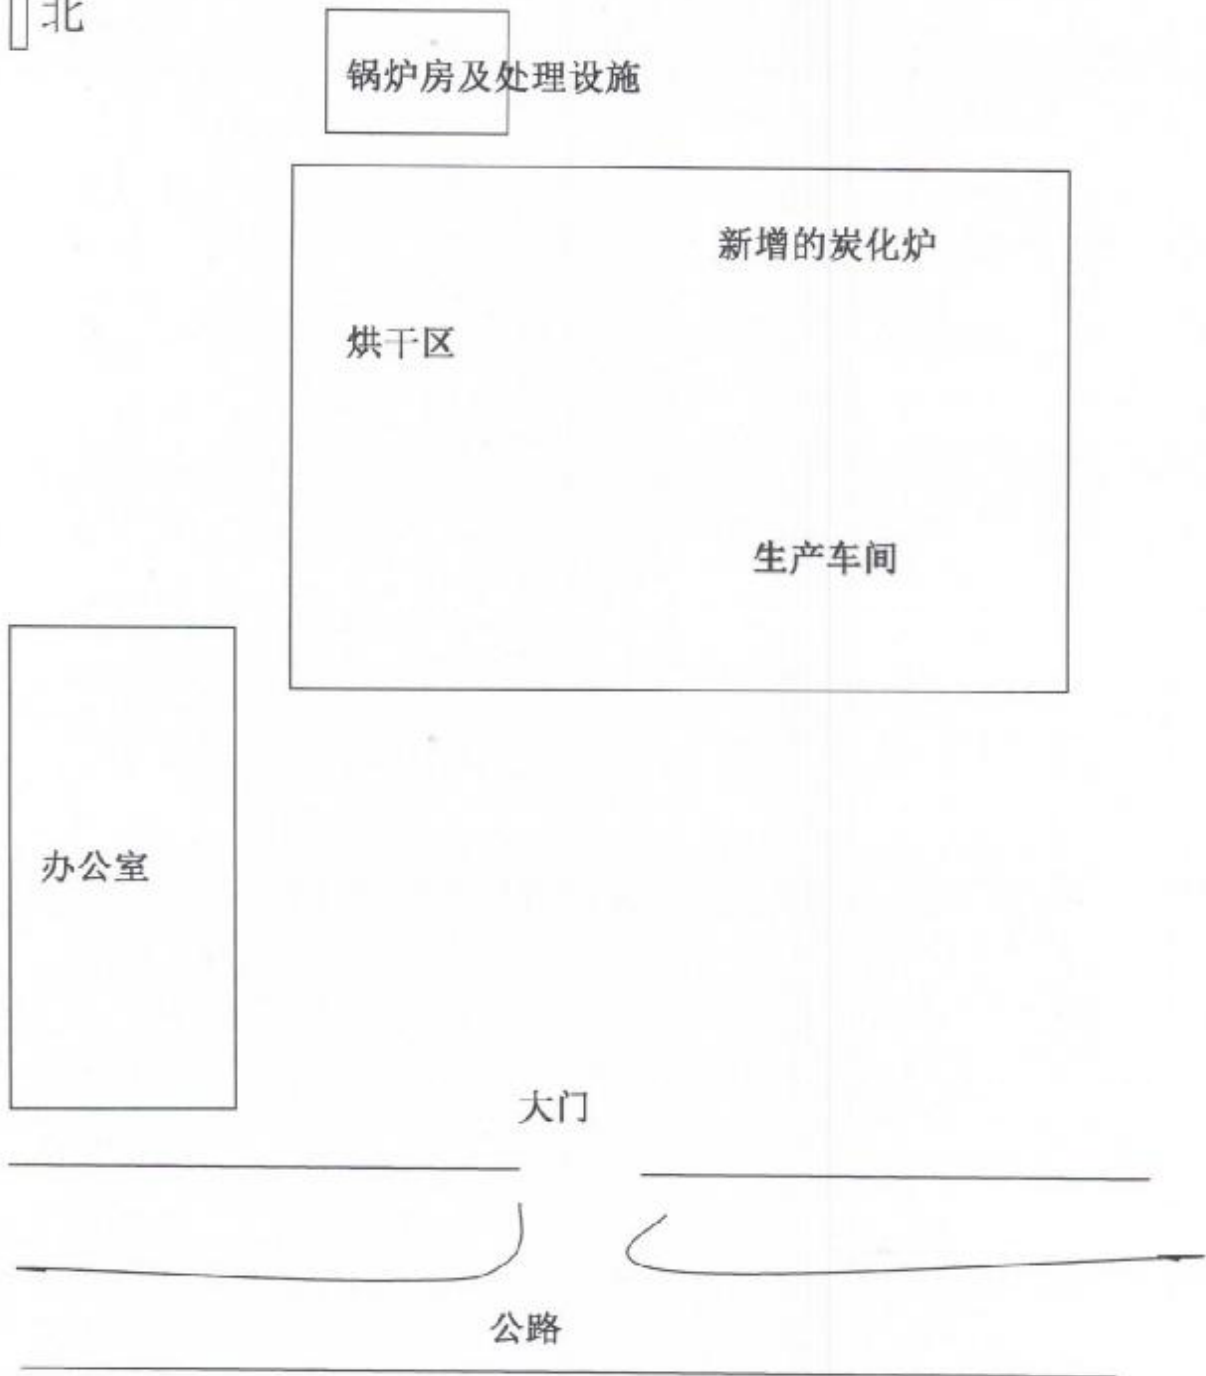 北
锅炉房及处理设施
新增的炭化炉
烘干区
生产车间
办公室
大门
公路